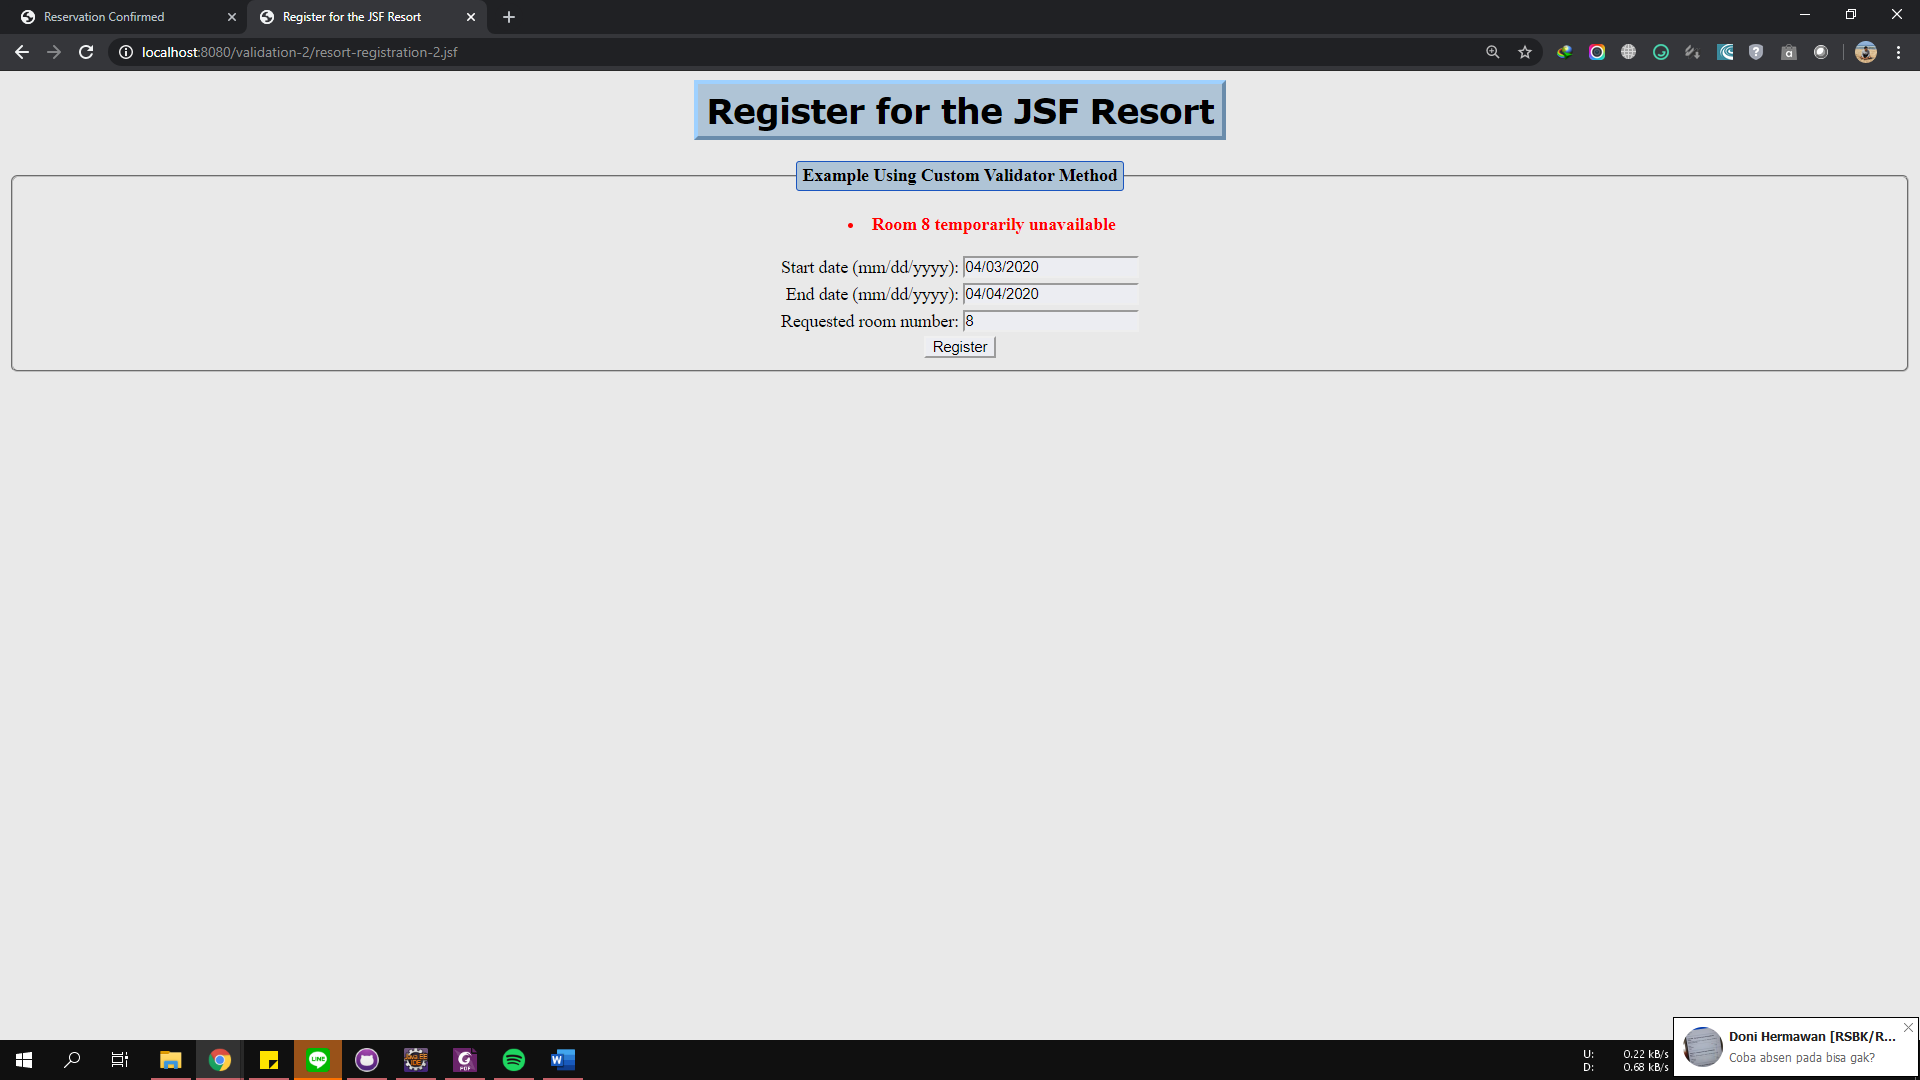 Reservation Confirmed
Register for the JSF Resort
localhost:8080/validation-2/resort-registration-2.jsf
Register for the JSF Resort
Example Using Custom Validator Method
Room 8 temporarily unavailable
Start date (mm/dd/yyyy): 04/03/2020
End date (mm/dd/yyyy): 04/04/2020
Requested room number: 8
Register
U: 0.22 kB/s
D: 0.68 kB/s
Doni Hermawan [RSBK/R...
Coba absen pada bisa gak?